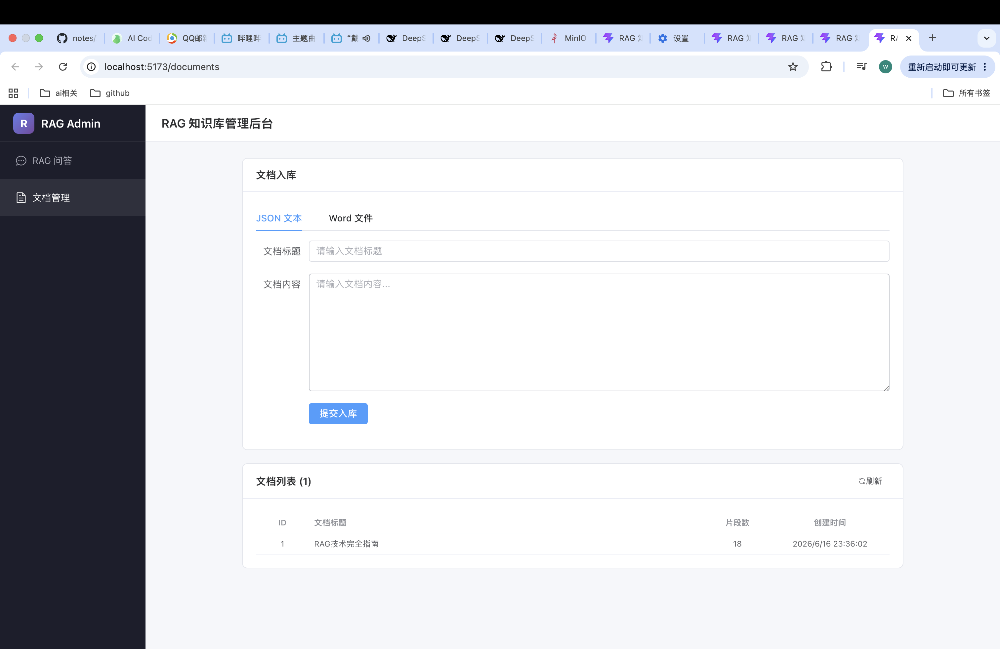 notes/ AI Cod QQ邮箱 哔哩哔 主题曲 “戴 DeepS DeepS DeepS MinIO RAG 知 设置 RAG 知 RAG 知 RAG 知 RA
localhost:5173/documents W 重新启动即可更新
ai相关 github 所有书签
R RAG Admin
RAG 知识库管理后台
RAG 问答
文档管理
文档入库
JSON 文本 Word 文件
文档标题 请输入文档标题
文档内容 请输入文档内容...
提交入库
文档列表 (1) 刷新
ID 文档标题 片段数 创建时间
1 RAG技术完全指南 18 2026/6/16 23:36:02